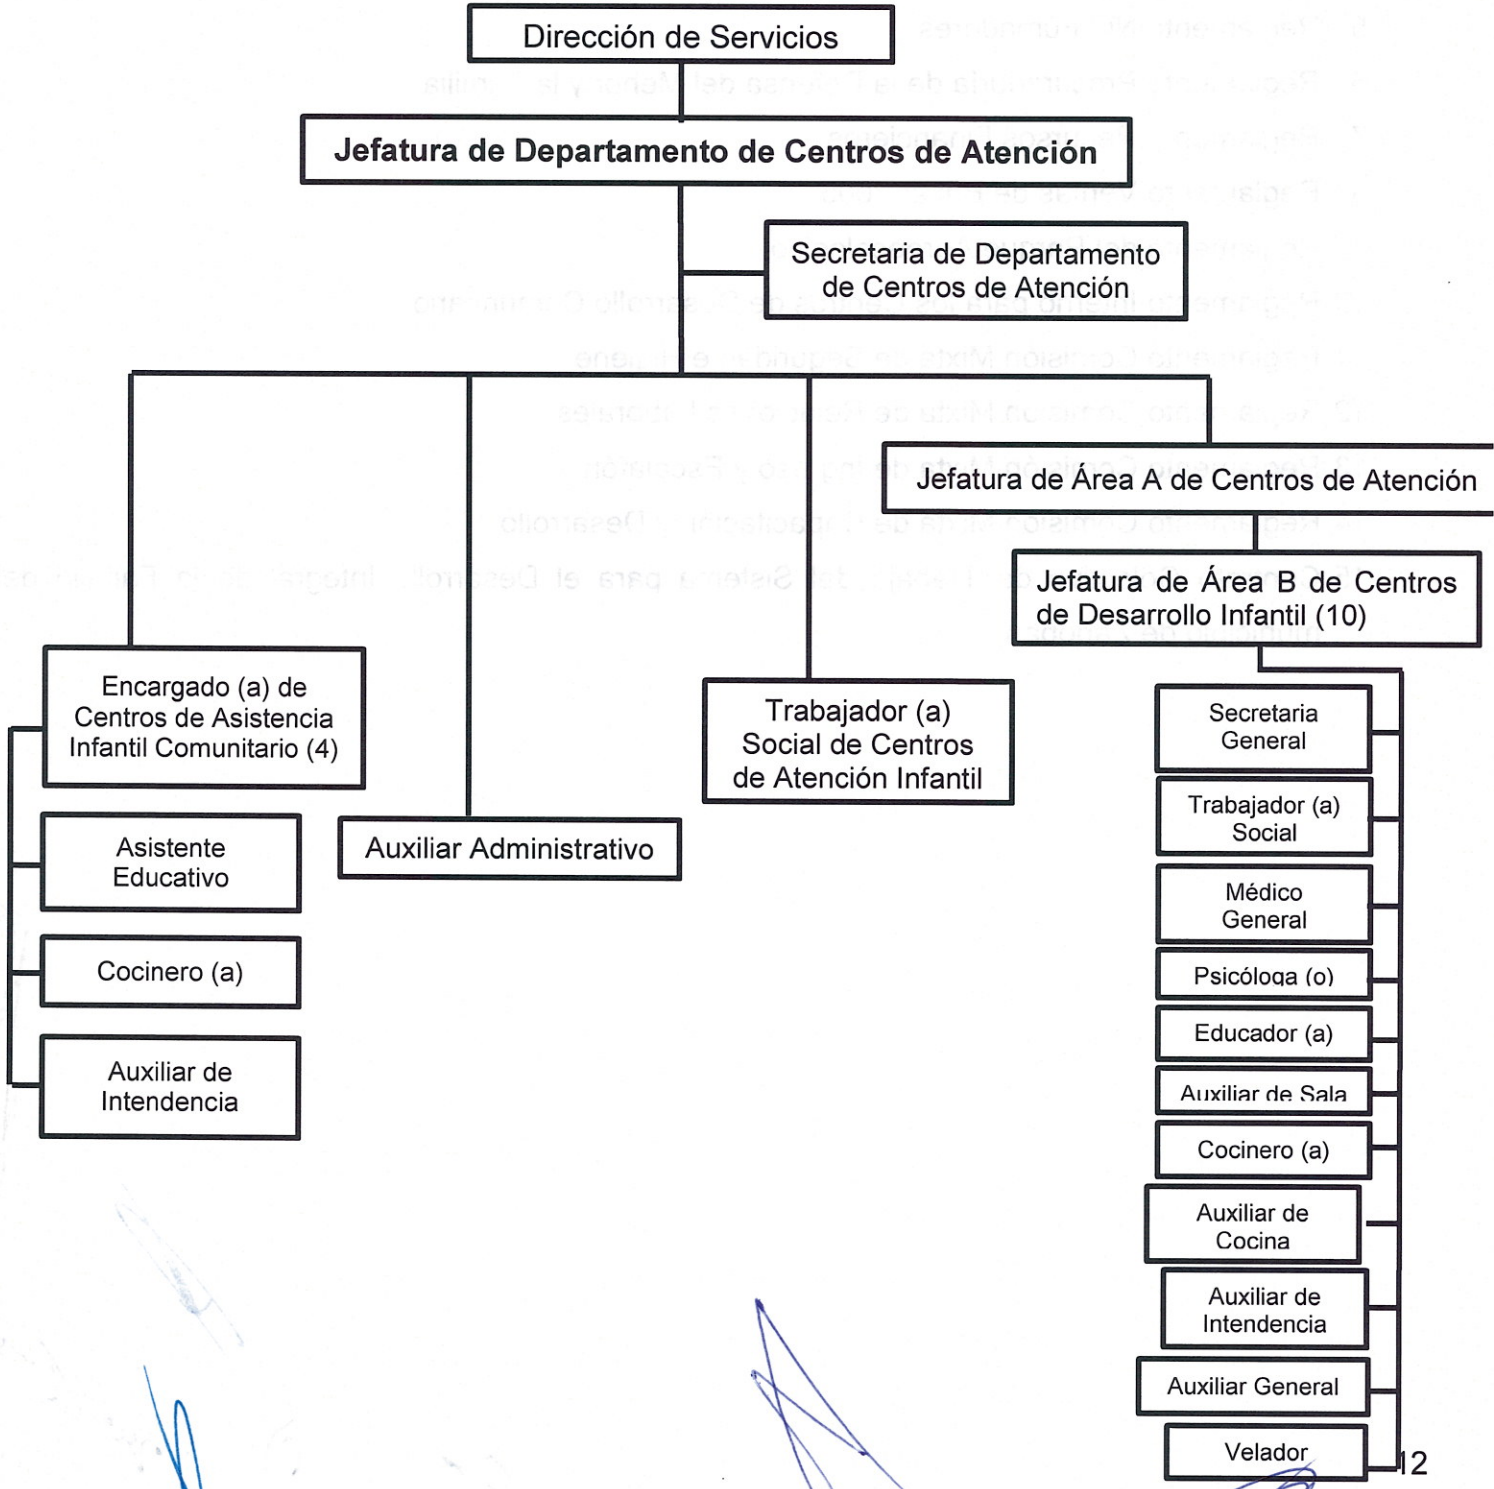 Dirección de Servicios
Jefatura de Departamento de Centros de Atención
Secretaria de Departamento
de Centros de Atención
Jefatura de Área A de Centros de Atención
Jefatura de Área B de Centros
de Desarrollo Infantil (10)
Encargado (a) de
Centros de Asistencia
Infantil Comunitario (4)
Asistente
Educativo
Cocinero (a)
Auxiliar de
Intendencia
Auxiliar Administrativo
Trabajador (a)
Social de Centros
de Atención Infantil
Secretaria
General
Trabajador (a)
Social
Médico
General
Psicóloga (o)
Educador (a)
Auxiliar de Sala
Cocinero (a)
Auxiliar de
Cocina
Auxiliar de
Intendencia
Auxiliar General
Velador
12